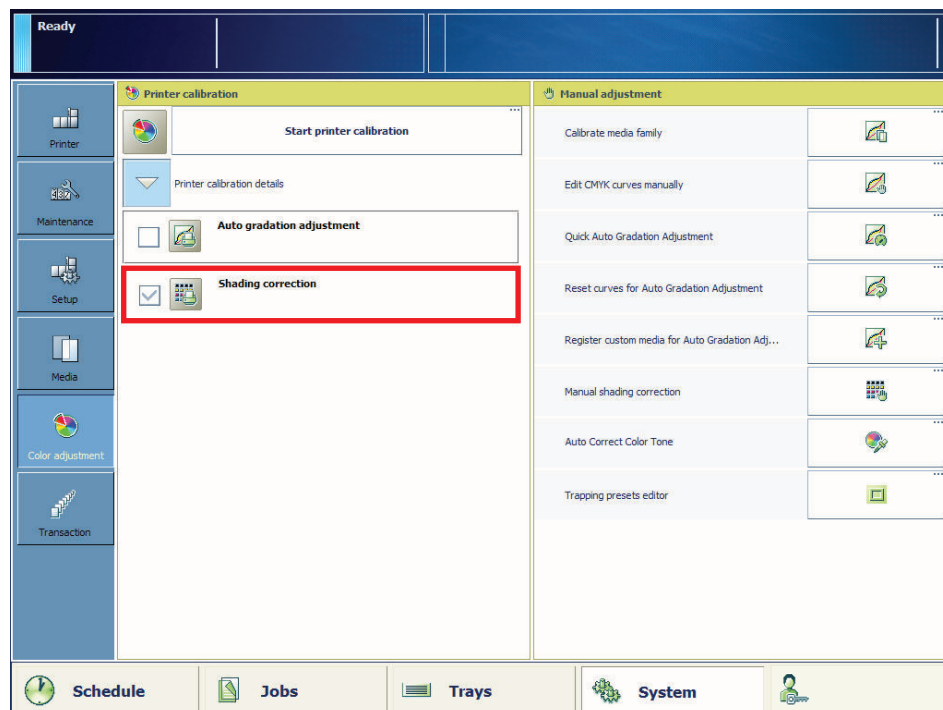 Ready
Printer calibration
Start printer calibration
Printer calibration details
Auto gradation adjustment
Shading correction
Manual adjustment
Calibrate media family
Edit CMYK curves manually
Quick Auto Gradation Adjustment
Reset curves for Auto Gradation Adjustment
Register custom media for Auto Gradation Adj...
Manual shading correction
Auto Correct Color Tone
Trapping presets editor
Printer
Maintenance
Setup
Media
Color adjustment
Transaction
Schedule
Jobs
Trays
System